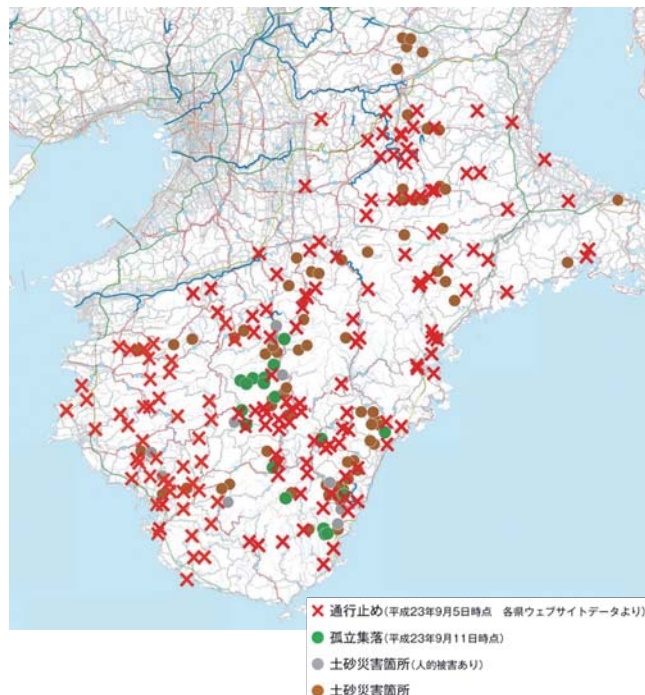 通行止め(平成23年9月5日時点 各県ウェブサイトデータより)
孤立集落(平成23年9月11日時点)
土砂災害箇所(人的被害あり)
土砂災害箇所